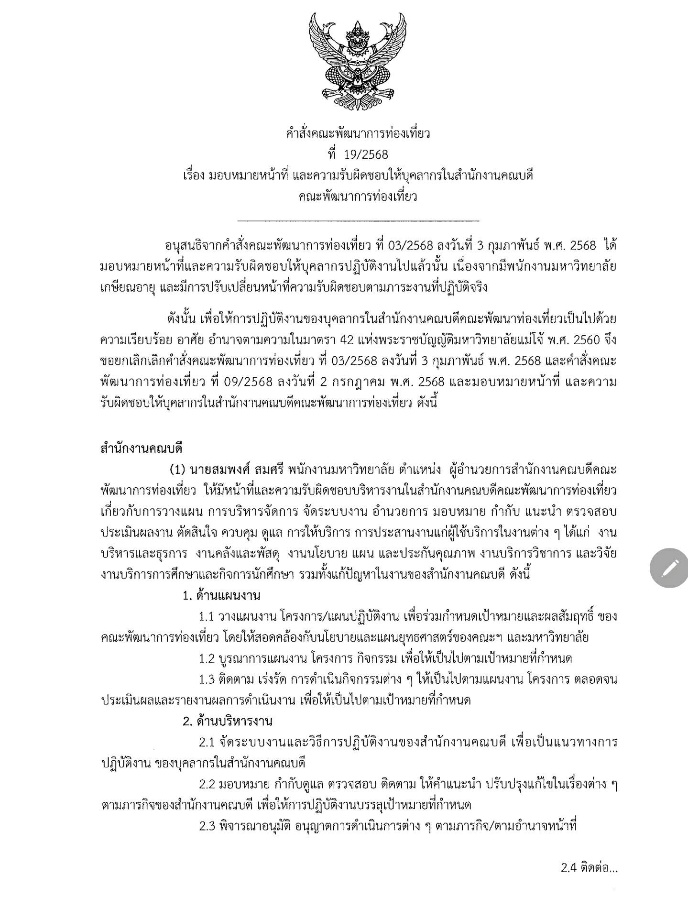 คำสั่งคณะพัฒนาการท่องเที่ยว
ที่ 19/2568
เรื่อง มอบหมายหน้าที่ และความรับผิดชอบให้บุคลากรในสำนักงานคณบดี
คณะพัฒนาการท่องเที่ยว
อนุสนธิจากคำสั่งคณะพัฒนาการท่องเที่ยว ที่ 03/2568 ลงวันที่ 3 กุมภาพันธ์ พ.ศ. 2568 ได้
มอบหมายหน้าที่และความรับผิดชอบให้บุคลากรปฏิบัติงานไปแล้วนั้น เนื่องจากมีพนักงานมหาวิทยาลัย
เกษียณอายุ และมีการปรับเปลี่ยนหน้าที่ความรับผิดชอบตามภาระงานที่ปฏิบัติจริง
ดังนั้น เพื่อให้การปฏิบัติงานของบุคลากรในสำนักงานคณบดีคณะพัฒนาท่องเที่ยวเป็นไปด้วย
ความเรียบร้อย อาศัย อำนาจตามความในมาตรา 42 แห่งพระราชบัญญัติมหาวิทยาลัยแม่โจ้ พ.ศ. 2560 จึง
ขอยกเลิกเลิกคำสั่งคณะพัฒนาการท่องเที่ยว ที่ 03/2568 ลงวันที่ 3 กุมภาพันธ์ พ.ศ. 2568 และคำสั่งคณะ
พัฒนาการท่องเที่ยว ที่ 09/2568 ลงวันที่ 2 กรกฎาคม พ.ศ. 2568 และมอบหมายหน้าที่ และความ
รับผิดชอบให้บุคลากรในสำนักงานคณบดีคณะพัฒนาการท่องเที่ยว ดังนี้
สำนักงานคณบดี
(1) นายสมพงศ์ สมศรี พนักงานมหาวิทยาลัย ตำแหน่ง ผู้อำนวยการสำนักงานคณบดีคณะ
พัฒนาการท่องเที่ยว ให้มีหน้าที่และความรับผิดชอบบริหารงานในสำนักงานคณบดีคณะพัฒนาการท่องเที่ยว
เกี่ยวกับการวางแผน การบริหารจัดการ จัดระบบงาน อำนวยการ มอบหมาย กำกับ แนะนำ ตรวจสอบ
ประเมินผลงาน ตัดสินใจ ควบคุม ดูแล การให้บริการ การประสานงานแก่ผู้ใช้บริการในงานต่าง ๆ ได้แก่ งาน
บริหารและธุรการ งานคลังและพัสดุ งานนโยบาย แผน และประกันคุณภาพ งานบริการวิชาการ และวิจัย
งานบริการการศึกษาและกิจการนักศึกษา รวมทั้งแก้ปัญหาในงานของสำนักงานคณบดี ดังนี้
1. ด้านแผนงาน
1.1 วางแผนงาน โครงการ/แผนปฏิบัติงาน เพื่อร่วมกำหนดเป้าหมายและผลสัมฤทธิ์ ของ
คณะพัฒนาการท่องเที่ยว โดยให้สอดคล้องกับนโยบายและแผนยุทธศาสตร์ของคณะฯ และมหาวิทยาลัย
1.2 บูรณาการแผนงาน โครงการ กิจกรรม เพื่อให้เป็นไปตามเป้าหมายที่กำหนด
1.3 ติดตาม เร่งรัด การดำเนินกิจกรรมต่าง ๆ ให้เป็นไปตามแผนงาน โครงการ ตลอดจน
ประเมินผลและรายงานผลการดำเนินงาน เพื่อให้เป็นไปตามเป้าหมายที่กำหนด
2. ด้านบริหารงาน
2.1 จัดระบบงานและวิธีการปฏิบัติงานของสำนักงานคณบดี เพื่อเป็นแนวทางการ
ปฏิบัติงาน ของบุคลากรในสำนักงานคณบดี
2.2 มอบหมาย กำกับดูแล ตรวจสอบ ติดตาม ให้คำแนะนำ ปรับปรุงแก้ไขในเรื่องต่าง ๆ
ตามภารกิจของสำนักงานคณบดี เพื่อให้การปฏิบัติงานบรรลุเป้าหมายที่กำหนด
2.3 พิจารณาอนุมัติ อนุญาตการดำเนินการต่าง ๆ ตามภารกิจ/ตามอำนาจหน้าที่
2.4 ติดต่อ...